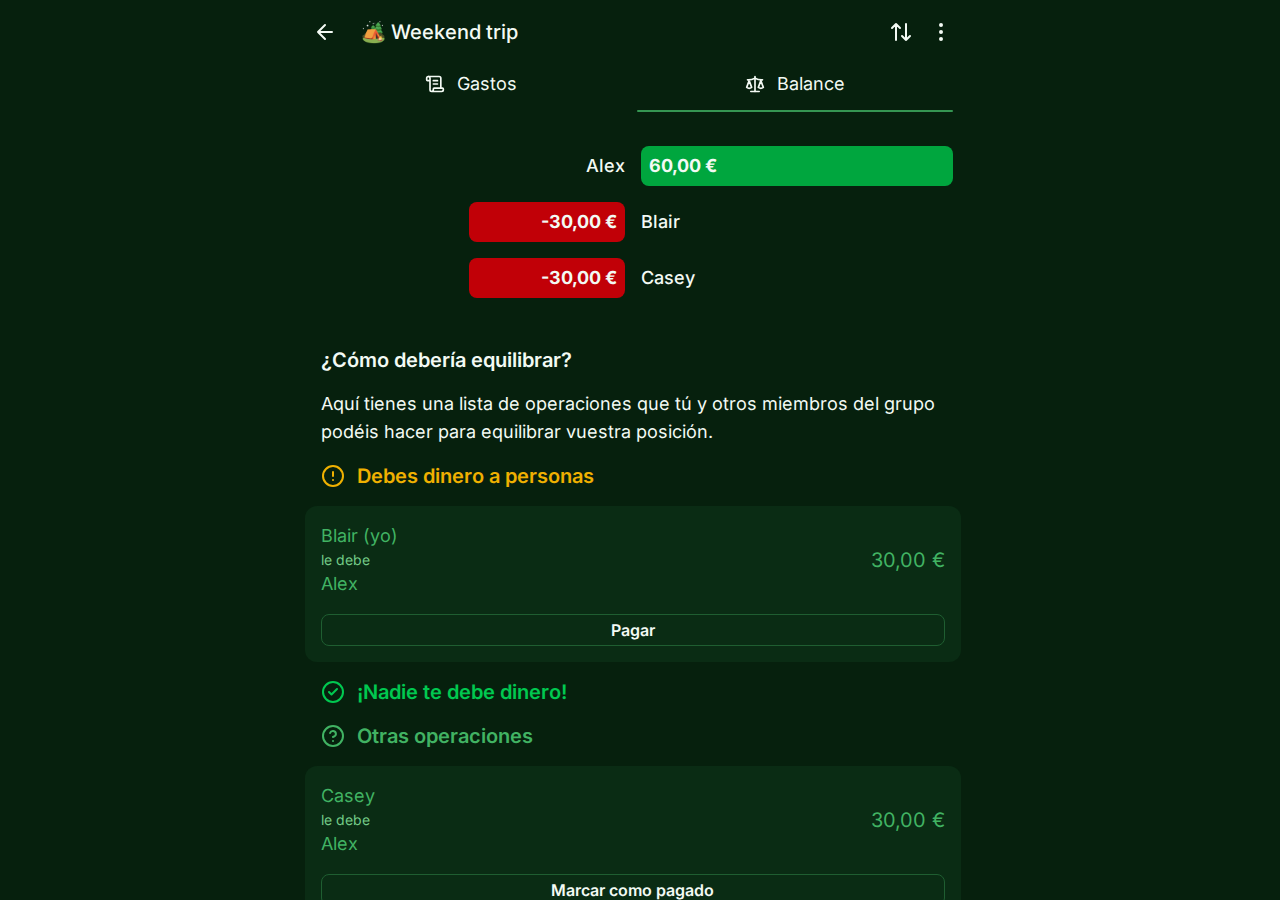 🏕️ Weekend trip
Gastos
Balance
Alex 60,00 €
-30,00 € Blair
-30,00 € Casey
¿Cómo debería equilibrar?
Aquí tienes una lista de operaciones que tú y otros miembros del grupo
podéis hacer para equilibrar vuestra posición.
Debes dinero a personas
Blair (yo)
le debe
Alex
30,00 €
Pagar
¡Nadie te debe dinero!
Otras operaciones
Casey
le debe
Alex
30,00 €
Marcar como pagado